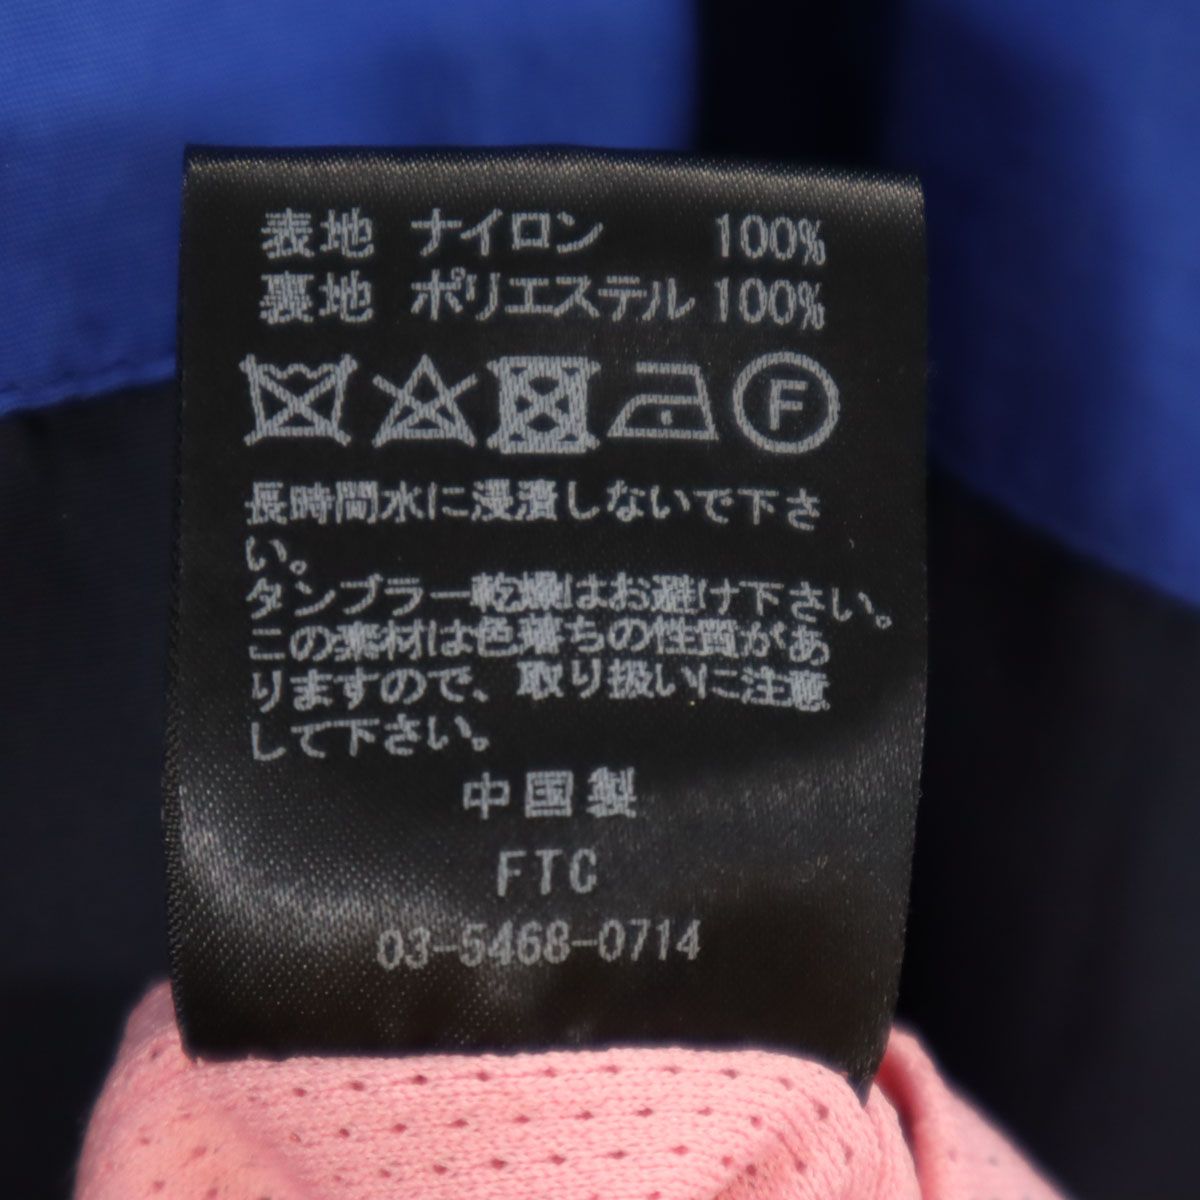 表地 ナイロン 100%
裏地 ポリエステル 100%
F
長時間水に浸漬しないで下さ
い。
タンブラー乾燥はお避け下さい。
この素材は色落ちの性質があ
りますので、取り扱いに注意
して下さい。
中国製
FTC
03-5468-0714